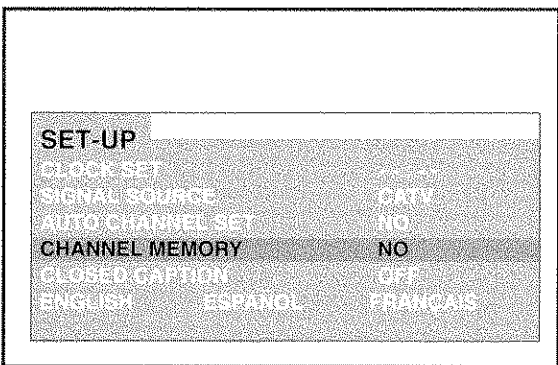 SET-UP
CLOCK SET
SIGNAL SOURCE CATV
AUTO CHANNEL SET NO
CHANNEL MEMORY NO
CLOSED CAPTION OFF
ENGLISH ESPAÑOL FRANÇAIS